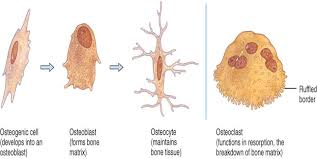 Ruffled
border
Osteogenic cell
(develops into an
osteoblast)
Osteoblast
(forms bone
matrix)
Osteocyte
(maintains
bone tissue)
Osteoclast
(functions in resorption, the
breakdown of bone matrix)